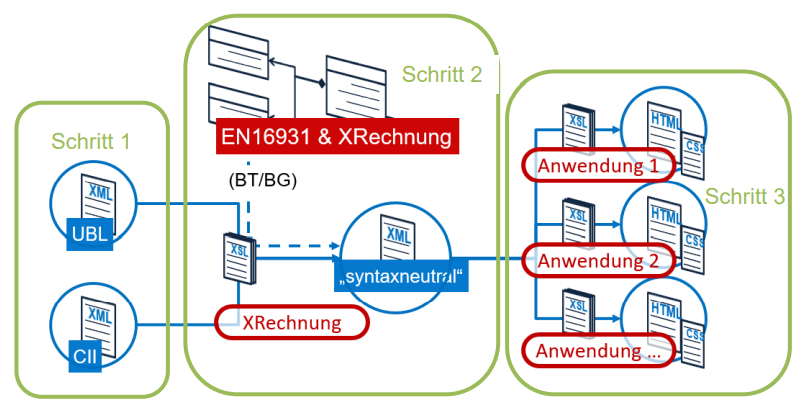 Schritt 1
XML
UBL
XML
CII
Schritt 2
EN16931 & XRechnung
(BT/BG)
XSL
XML
„syntaxneutral“
XRechnung
Schritt 3
XSL
HTML
CSS
Anwendung 1
XSL
HTML
CSS
Anwendung 2
XSL
HTML
CSS
Anwendung ...